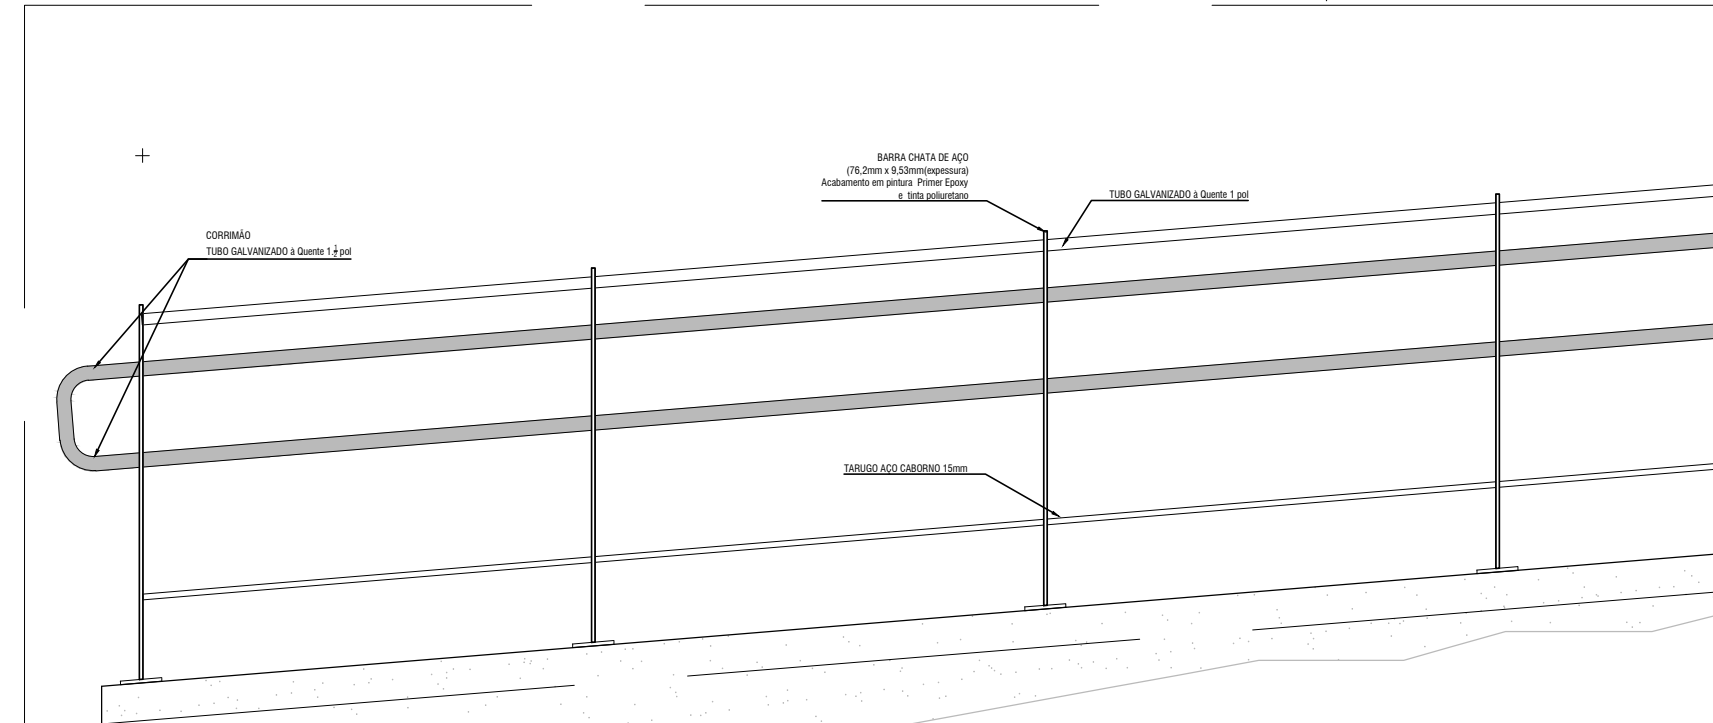 BARRA CHATA DE AÇO
(76,2mm x 9,53mm(expessura)
Acabamento em pintura Primer Epoxy
e tinta poliuretano
TUBO GALVANIZADO à Quente 1 pol
CORRIMÃO
TUBO GALVANIZADO à Quente 1.½ pol
TARUGO AÇO CABORNO 15mm